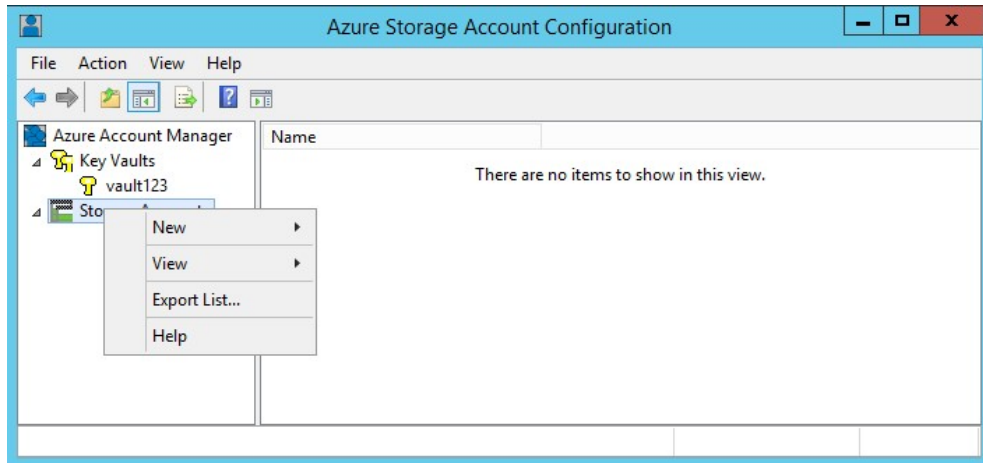 Azure Storage Account Configuration
File Action View Help
Azure Account Manager
Name
Key Vaults
There are no items to show in this view.
vault123
New
View
Export List...
Help